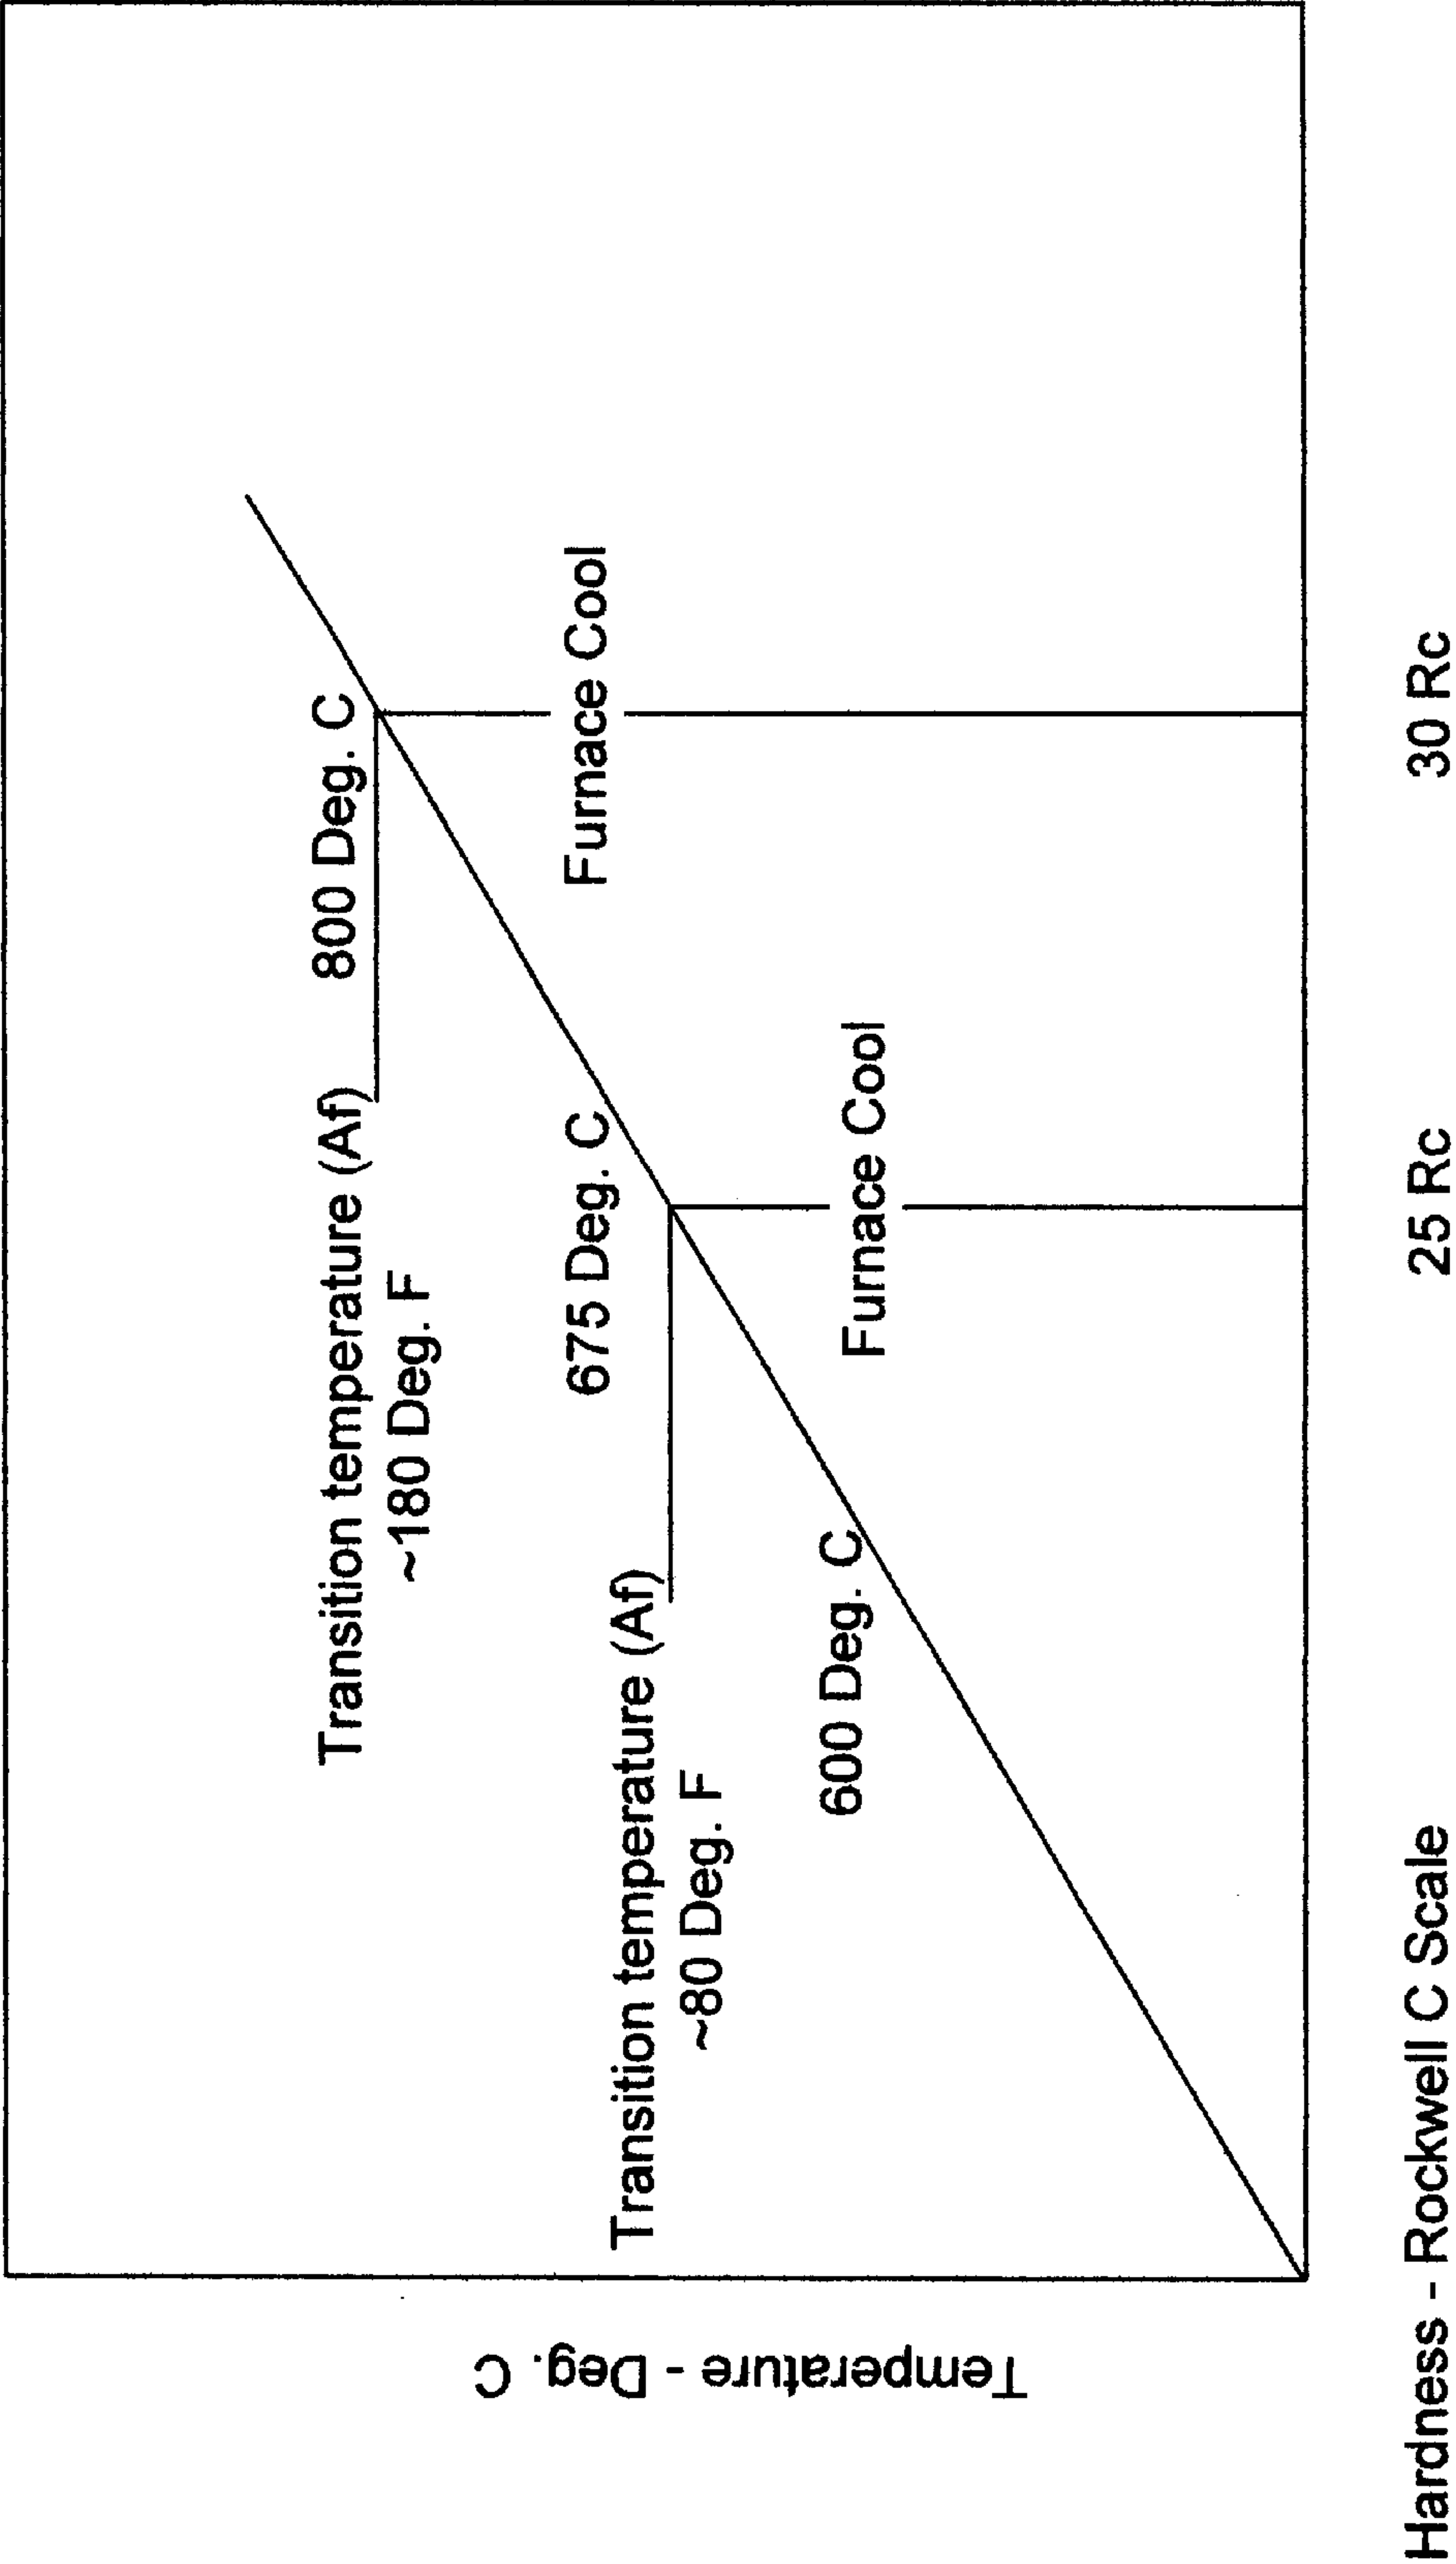 Transition temperature (Af)
~180 Deg. F
800 Deg. C
Furnace Cool
Transition temperature (Af)
~80 Deg. F
675 Deg. C
Furnace Cool
600 Deg. C
Temperature - Deg. C
Hardness - Rockwell C Scale
25 Rc
30 Rc